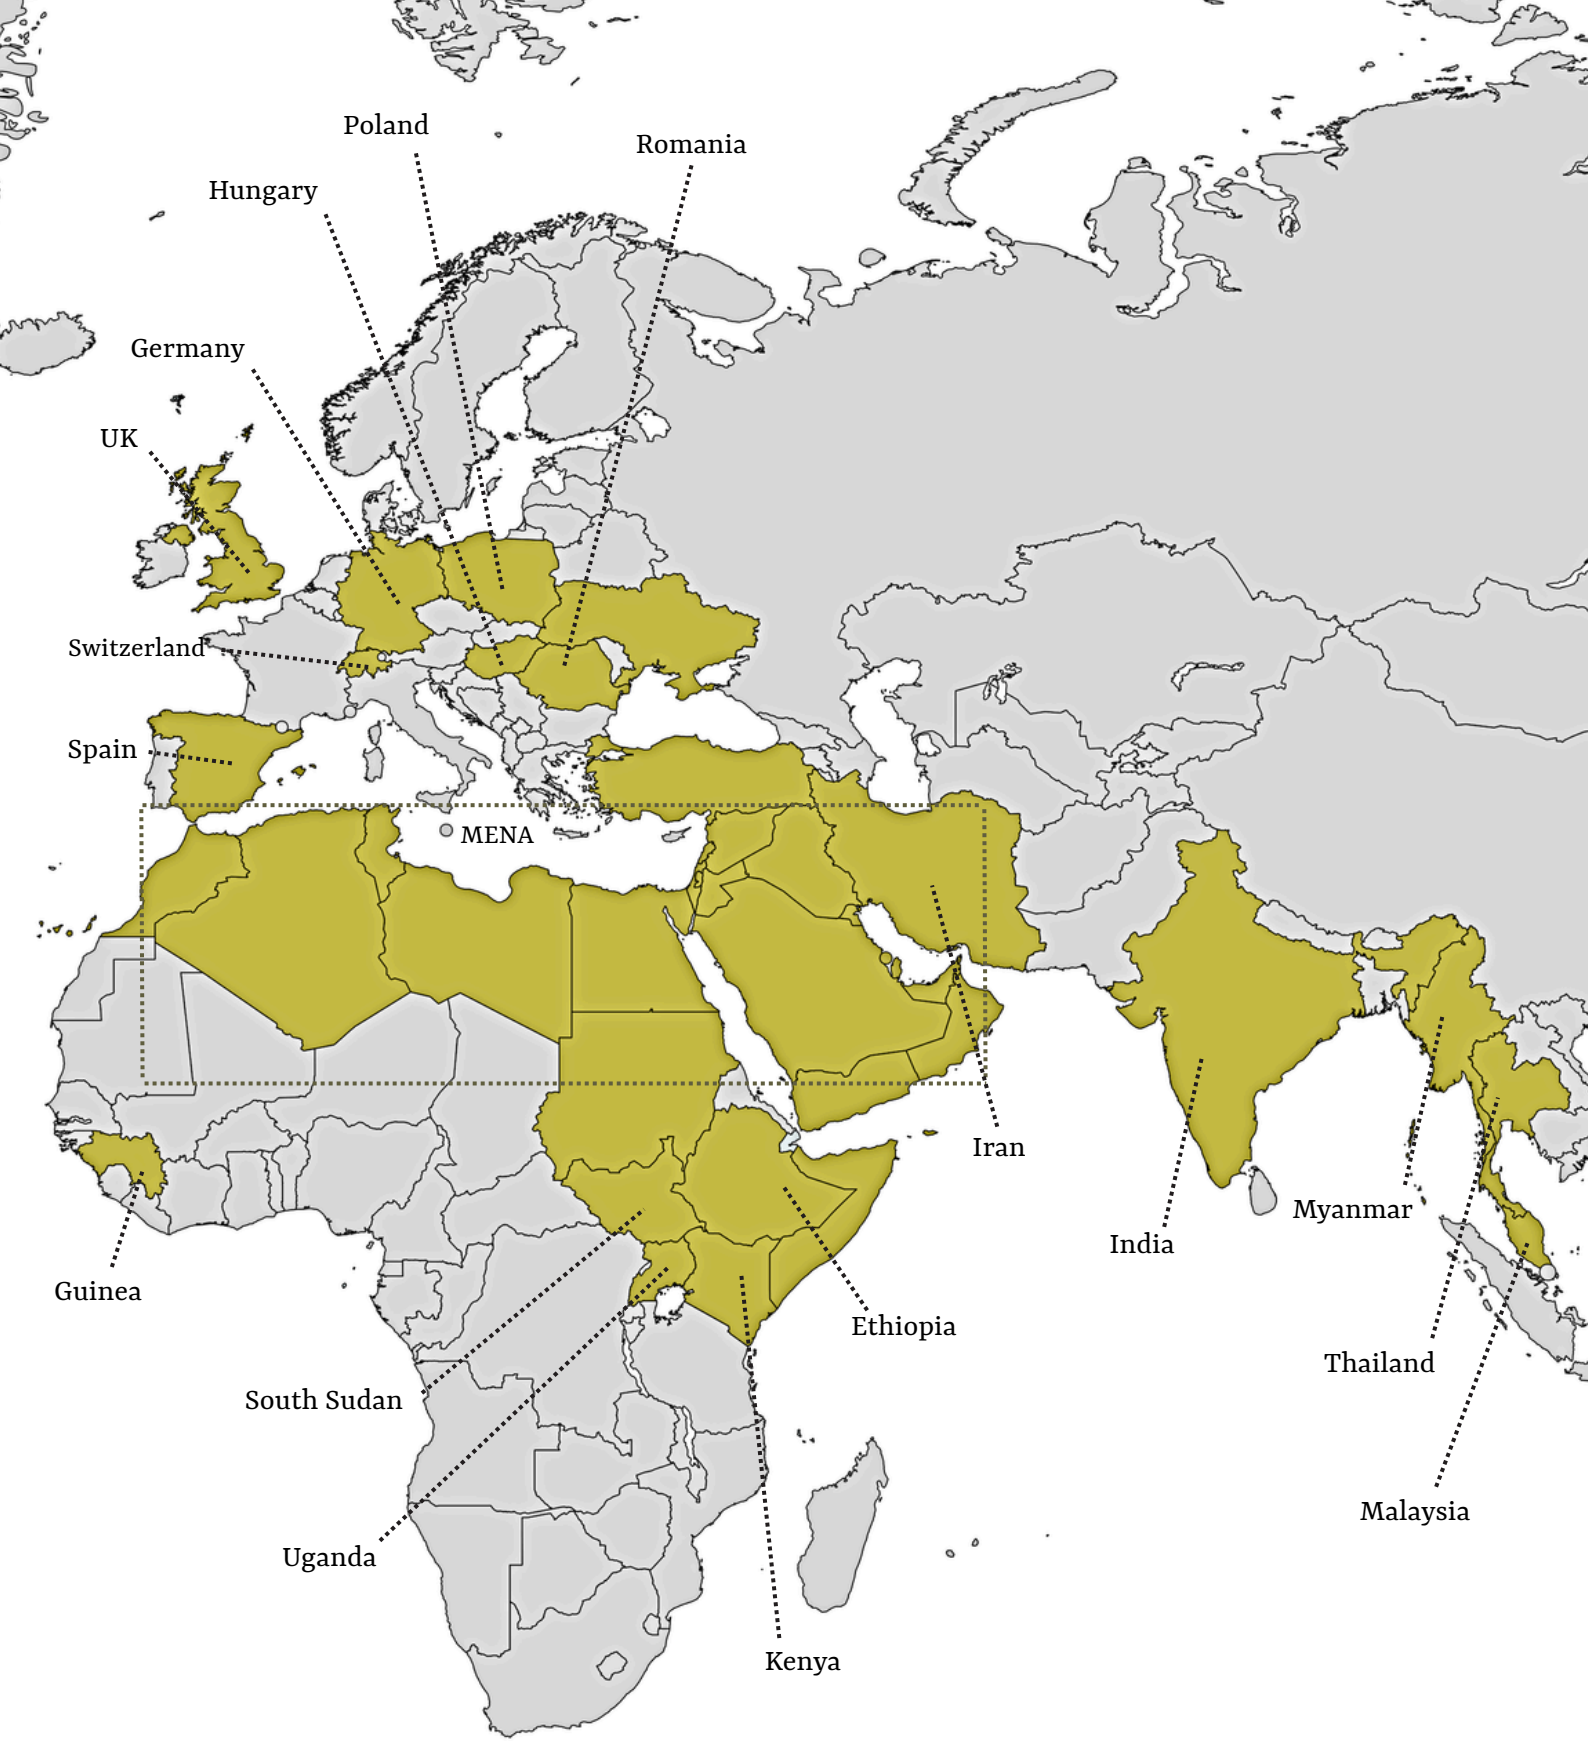 Poland
Romania
Hungary
Germany
UK
Switzerland
Spain
MENA
Iran
Myanmar
India
Guinea
Ethiopia
Thailand
South Sudan
Malaysia
Uganda
Kenya